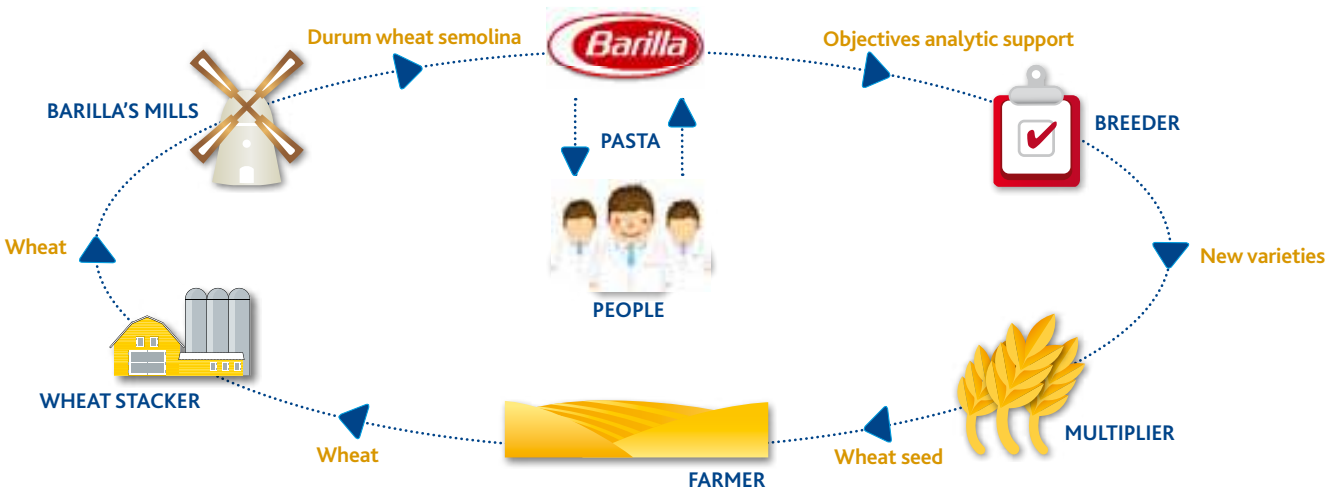 Durum wheat semolina
Barilla
Objectives analytic support
BARILLA'S MILLS
BREEDER
PASTA
Wheat
New varieties
PEOPLE
WHEAT STACKER
MULTIPLIER
Wheat
Wheat seed
FARMER